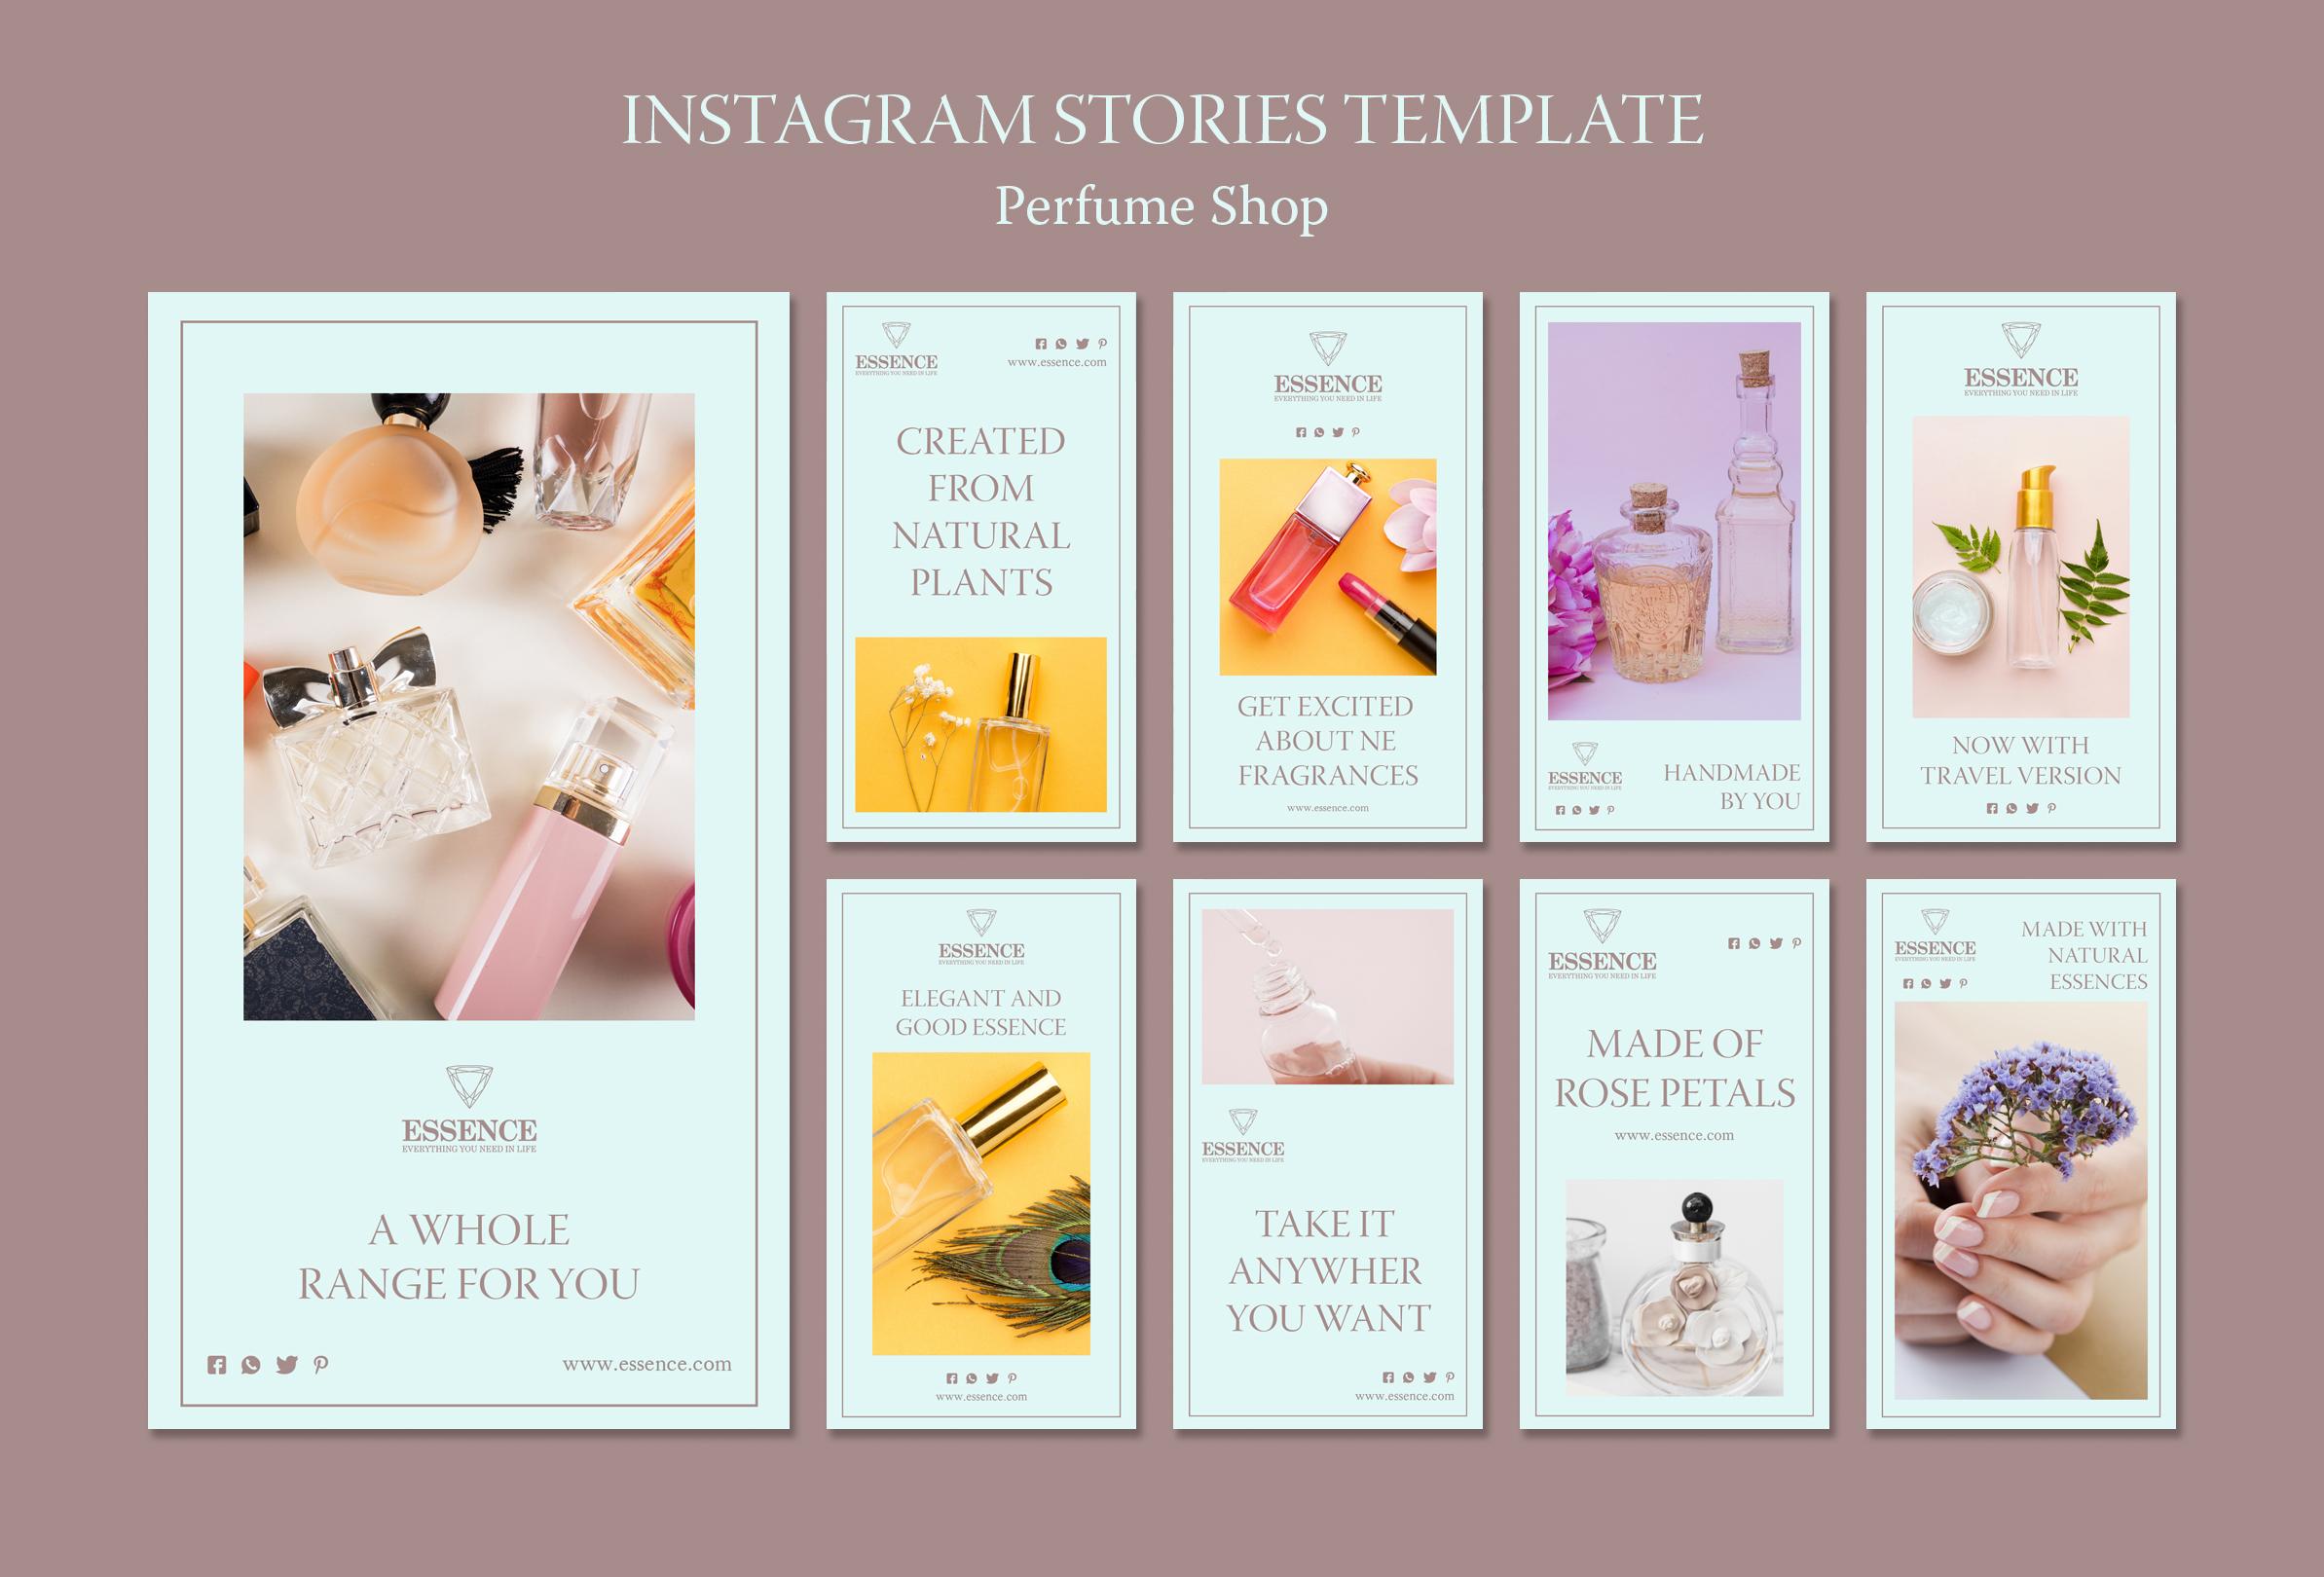 INSTAGRAM STORIES TEMPLATE
Perfume Shop
ESSENCE
EVERYTHING YOU NEED IN LIFE
A WHOLE
RANGE FOR YOU
www.essence.com
ESSENCE
EVERYTHING YOU NEED IN LIFE
www.essence.com
CREATED
FROM
NATURAL
PLANTS
ESSENCE
EVERYTHING YOU NEED IN LIFE
GET EXCITED
ABOUT NE
FRAGRANCES
www.essence.com
ESSENCE
EVERYTHING YOU NEED IN LIFE
HANDMADE
BY YOU
ESSENCE
EVERYTHING YOU NEED IN LIFE
NOW WITH
TRAVEL VERSION
ESSENCE
EVERYTHING YOU NEED IN LIFE
ELEGANT AND
GOOD ESSENCE
www.essence.com
ESSENCE
EVERYTHING YOU NEED IN LIFE
TAKE IT
ANYWHER
YOU WANT
www.essence.com
ESSENCE
EVERYTHING YOU NEED IN LIFE
MADE OF
ROSE PETALS
www.essence.com
ESSENCE
EVERYTHING YOU NEED IN LIFE
MADE WITH
NATURAL
ESSENCES